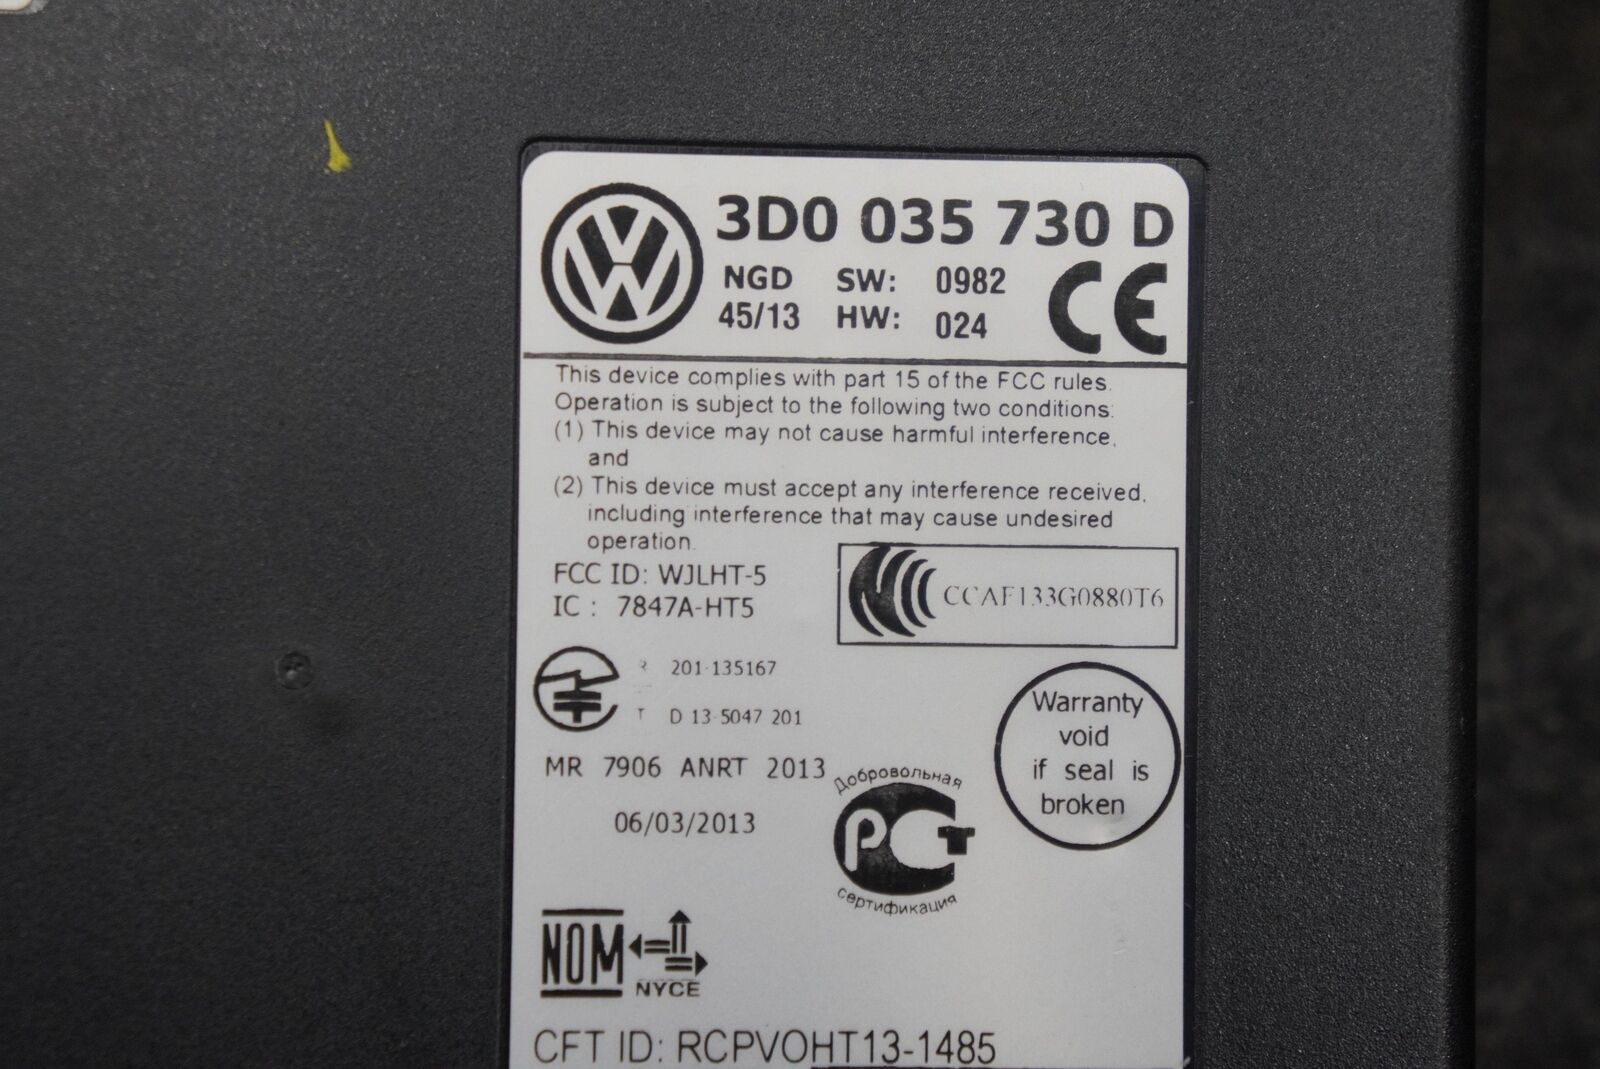 3D0 035 730 D
NGD SW: 0982
45/13 HW: 024
CE
This device complies with part 15 of the FCC rules.
Operation is subject to the following two conditions:
(1) This device may not cause harmful interference,
and
(2) This device must accept any interference received,
including interference that may cause undesired
operation.
FCC ID: WJLHT-5
IC : 7847A-HT5
CCAF133G0880T6
R 201-135167
T D 13-5047 201
MR 7906 ANRT 2013
06/03/2013
Warranty
void
if seal is
broken
Добровольная
РСТ
сертификация
NOM
NYCE
CFT ID: RCPVOHT13-1485